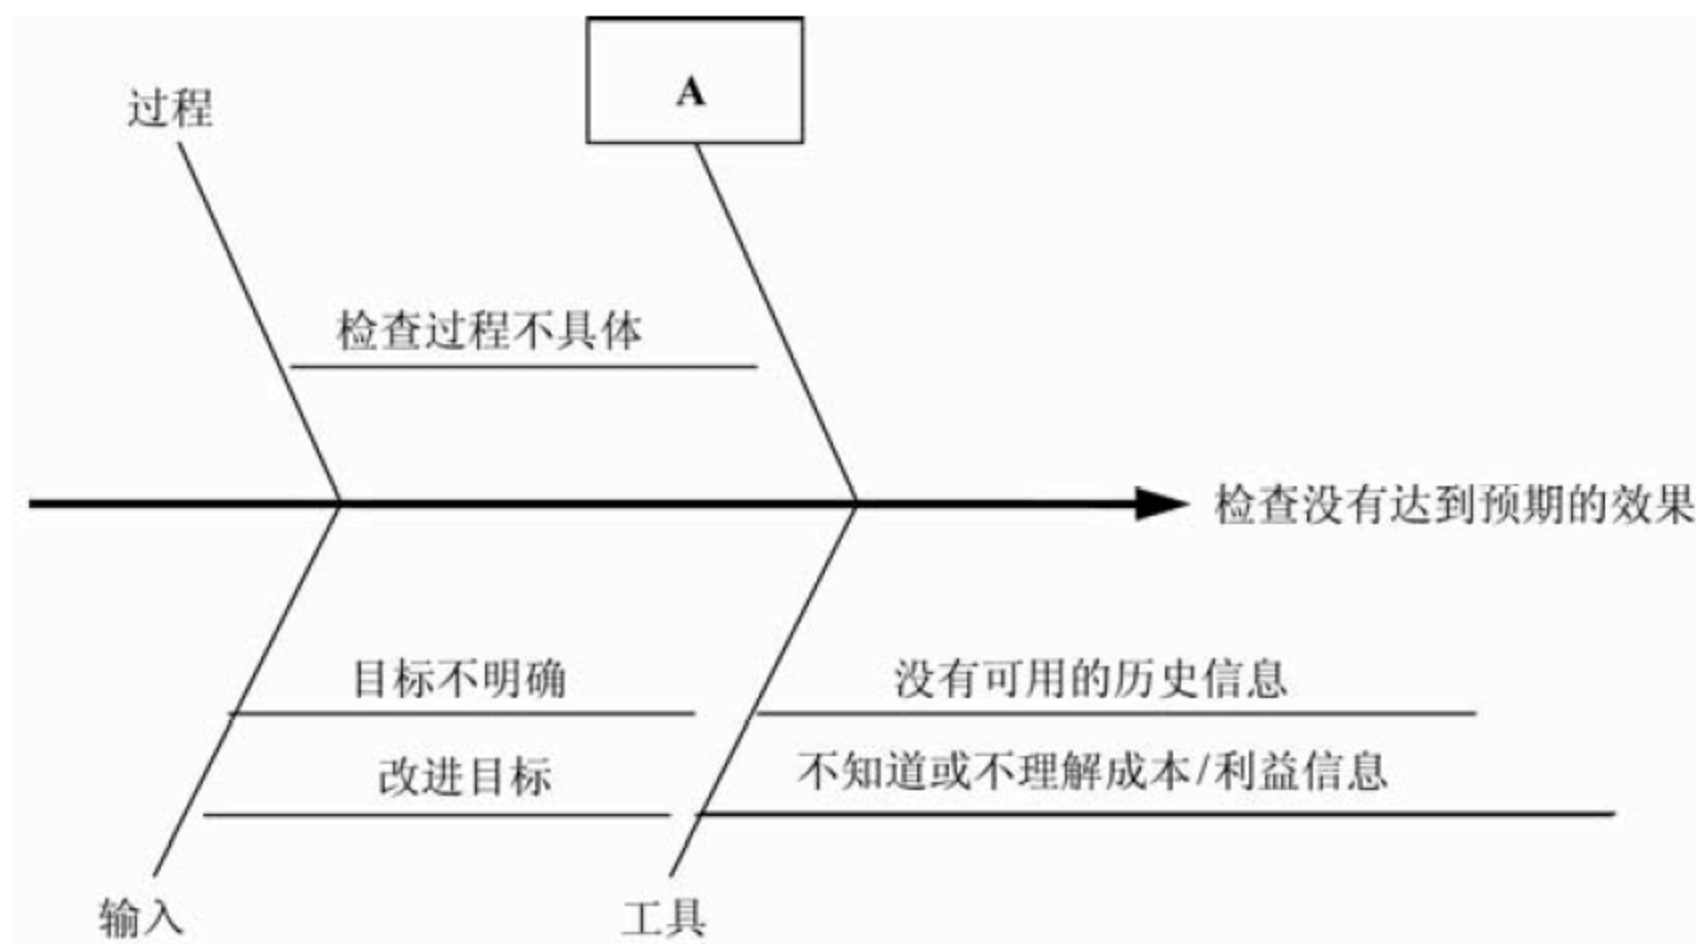 过程
A
检查过程不具体
检查没有达到预期的效果
目标不明确
没有可用的历史信息
改进目标
不知道或不理解成本/利益信息
输入
工具